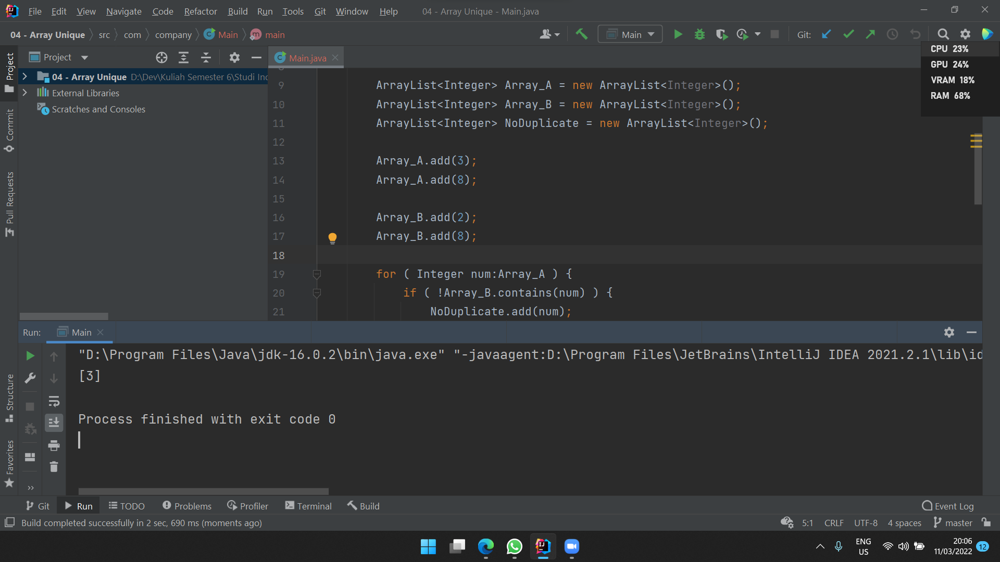 File Edit View Navigate Code Refactor Build Run Tools Git Window Help 04 - Array Unique - Main.java
04 - Array Unique src com company Main main Main Git:
CPU 23%
GPU 24%
VRAM 18%
RAM 68%
Project
Commit
Pull Requests
Structure
Favorites
Project
04 - Array Unique D:\Dev\Kuliah Semester 6\Studi Ind
External Libraries
Scratches and Consoles
Main.java
9 ArrayList<Integer> Array_A = new ArrayList<Integer>();
10 ArrayList<Integer> Array_B = new ArrayList<Integer>();
11 ArrayList<Integer> NoDuplicate = new ArrayList<Integer>();
12
13 Array_A.add(3);
14 Array_A.add(8);
15
16 Array_B.add(2);
17 Array_B.add(8);
18
19 for ( Integer num:Array_A ) {
20 if ( !Array_B.contains(num) ) {
21 NoDuplicate.add(num);
Run: Main
"D:\Program Files\Java\jdk-16.0.2\bin\java.exe" "-javaagent:D:\Program Files\JetBrains\IntelliJ IDEA 2021.2.1\lib\id
[3]
Process finished with exit code 0
Git Run TODO Problems Profiler Terminal Build Event Log
Build completed successfully in 2 sec, 690 ms (moments ago) 5:1 CRLF UTF-8 4 spaces master
ENG
US
20:06
11/03/2022
12